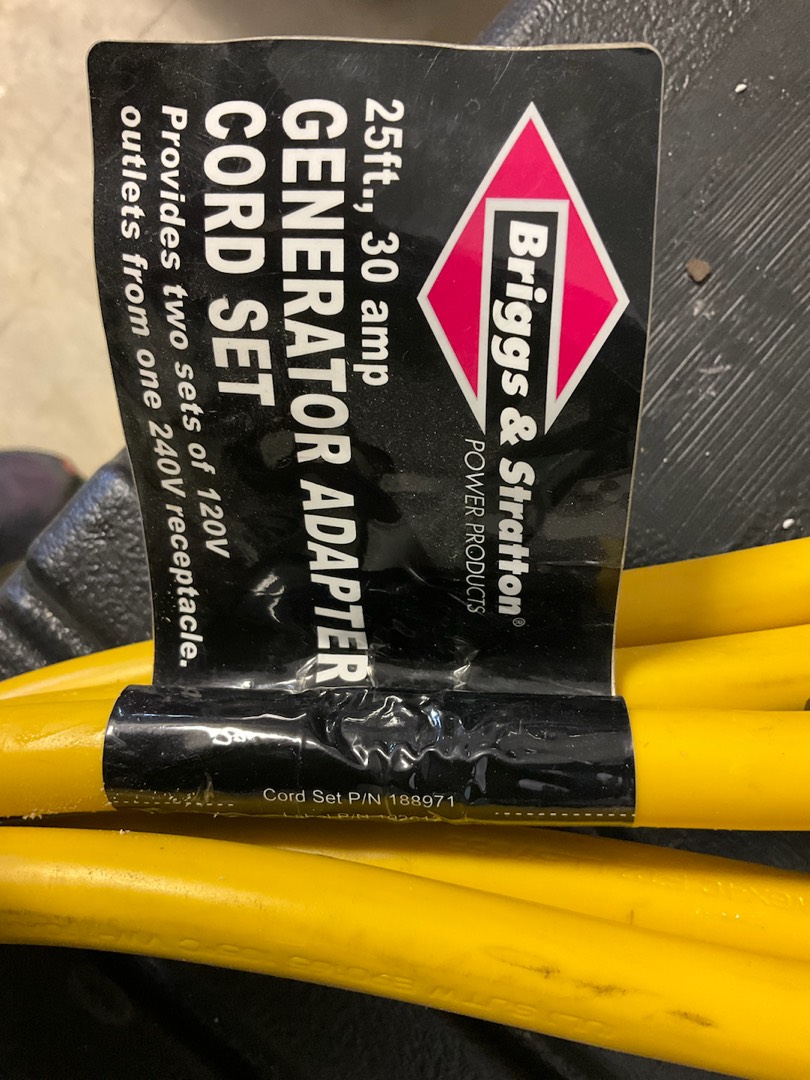 Briggs & Stratton®
POWER PRODUCTS
25ft., 30 amp
GENERATOR ADAPTER
CORD SET
Provides two sets of 120V
outlets from one 240V receptacle.
Cord Set P/N 188971